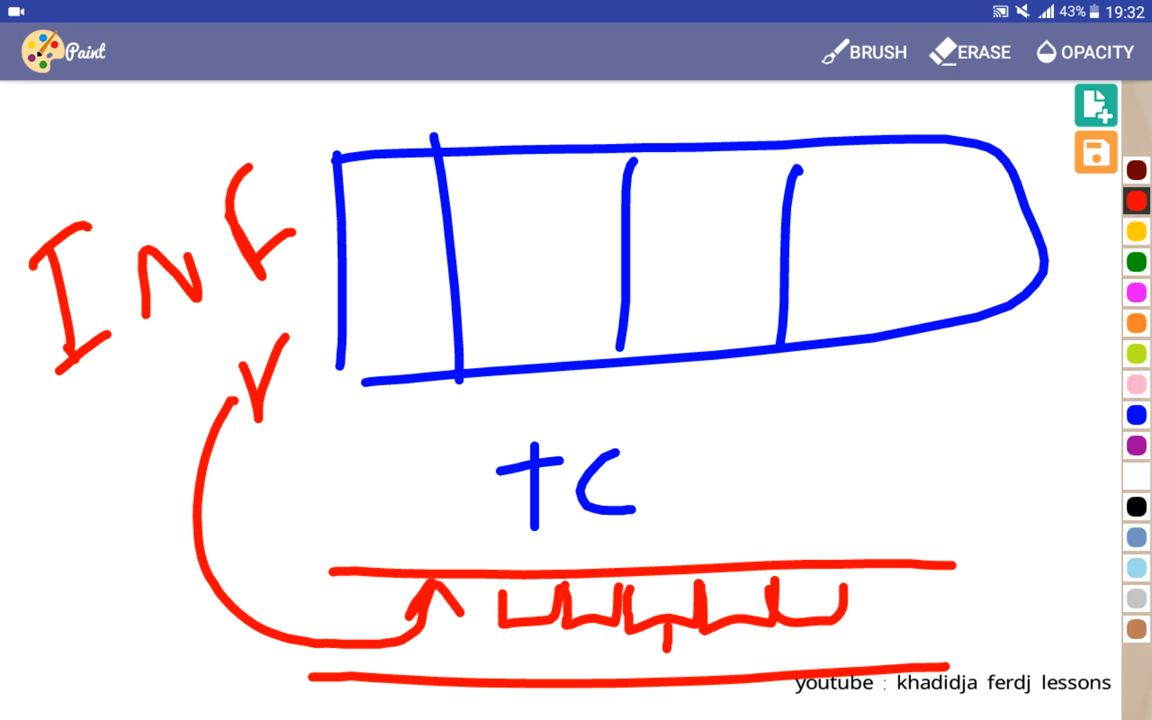 43% 19:32
Paint BRUSH ERASE OPACITY
INF
r
TC
youtube : khadidja ferdj lessons